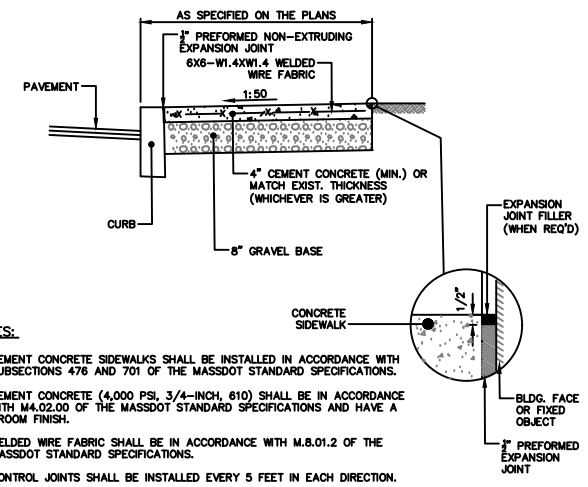 AS SPECIFIED ON THE PLANS
½" PREFORMED NON-EXTRUDING
EXPANSION JOINT
6X6-W1.4XW1.4 WELDED
WIRE FABRIC
PAVEMENT
1:50
4" CEMENT CONCRETE (MIN.) OR
MATCH EXIST. THICKNESS
(WHICHEVER IS GREATER)
CURB
8" GRAVEL BASE
EXPANSION
JOINT FILLER
(WHEN REQ'D)
1/2"
CONCRETE
SIDEWALK
BLDG. FACE
OR FIXED
OBJECT
½" PREFORMED
EXPANSION
JOINT
ES:
EMENT CONCRETE SIDEWALKS SHALL BE INSTALLED IN ACCORDANCE WITH
UBSECTIONS 476 AND 701 OF THE MASSDOT STANDARD SPECIFICATIONS.
EMENT CONCRETE (4,000 PSI, 3/4-INCH, 610) SHALL BE IN ACCORDANCE
ITH M4.02.00 OF THE MASSDOT STANDARD SPECIFICATIONS AND HAVE A
ROOM FINISH.
ELDED WIRE FABRIC SHALL BE IN ACCORDANCE WITH M.8.01.2 OF THE
ASSDOT STANDARD SPECIFICATIONS.
ONTROL JOINTS SHALL BE INSTALLED EVERY 5 FEET IN EACH DIRECTION.